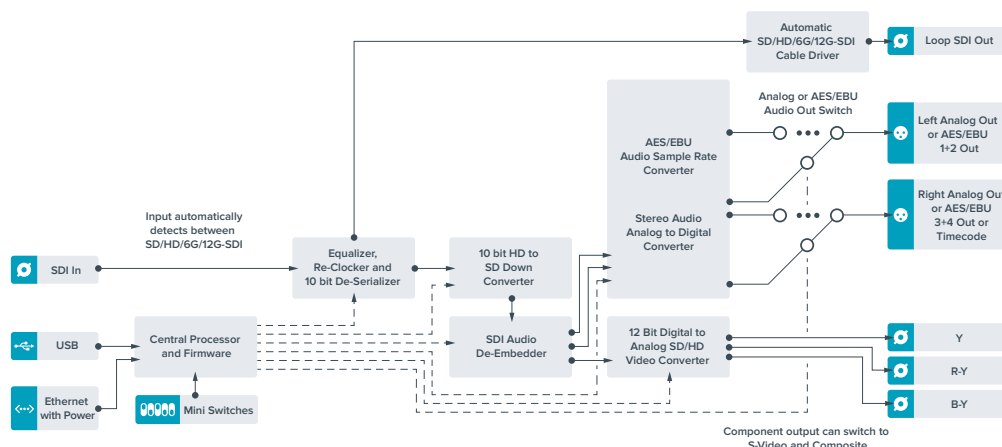 Automatic
SD/HD/6G/12G-SDI
Cable Driver
Loop SDI Out
Analog or AES/EBU
Audio Out Switch
Left Analog Out
or AES/EBU
1+2 Out
AES/EBU
Audio Sample Rate
Converter
Right Analog Out
or AES/EBU
3+4 Out or
Timecode
Stereo Audio
Analog to Digital
Converter
Input automatically
detects between
SD/HD/6G/12G-SDI
SDI In
Equalizer,
Re-Clocker and
10 bit De-Serializer
10 bit HD to
SD Down
Converter
USB
Central Processor
and Firmware
SDI Audio
De-Embedder
12 Bit Digital to
Analog SD/HD
Video Converter
Y
R-Y
B-Y
Ethernet
with Power
Mini Switches
Component output can switch to
S-Video and Composite